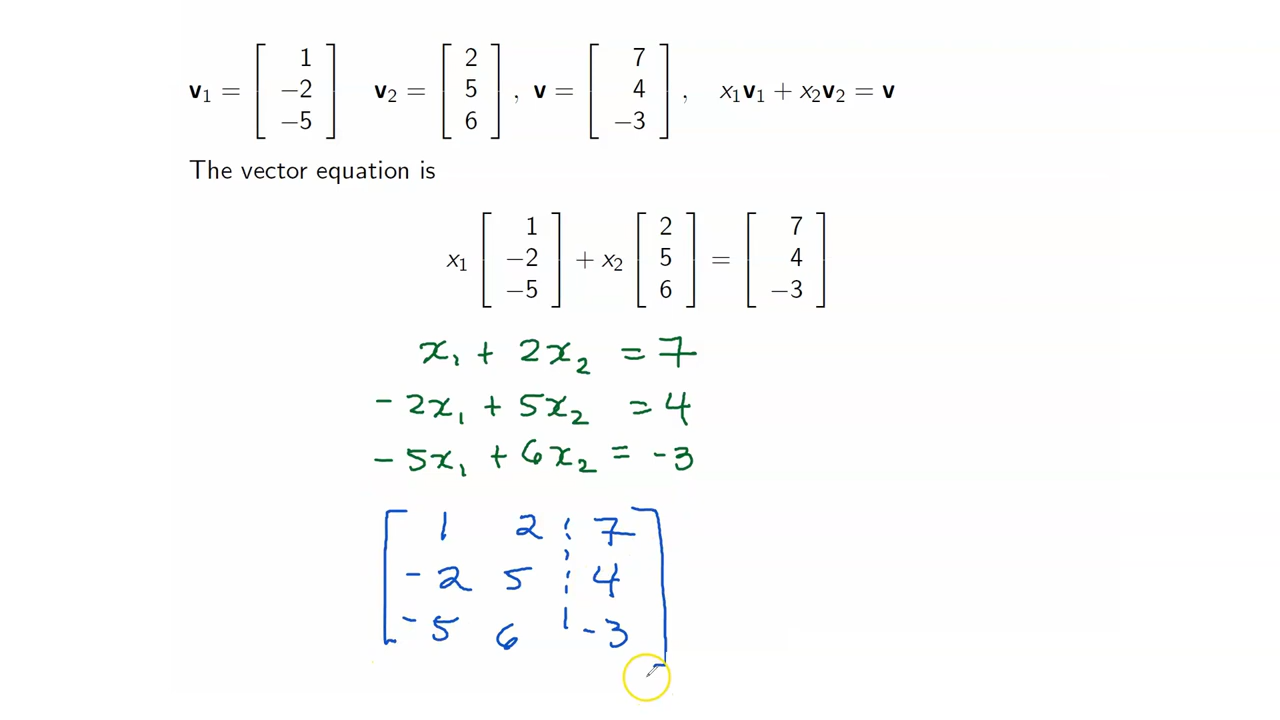 v₁ = [ 1 −2 −5 ] v₂ = [ 2 5 6 ] , v = [ 7 4 −3 ] , x₁v₁ + x₂v₂ = v
The vector equation is
x₁ [ 1 −2 −5 ] + x₂ [ 2 5 6 ] = [ 7 4 −3 ]
x₁ + 2x₂ = 7
- 2x₁ + 5x₂ = 4
- 5x₁ + 6x₂ = -3
1 2 ¦ 7
-2 5 ¦ 4
-5 6 ¦ -3